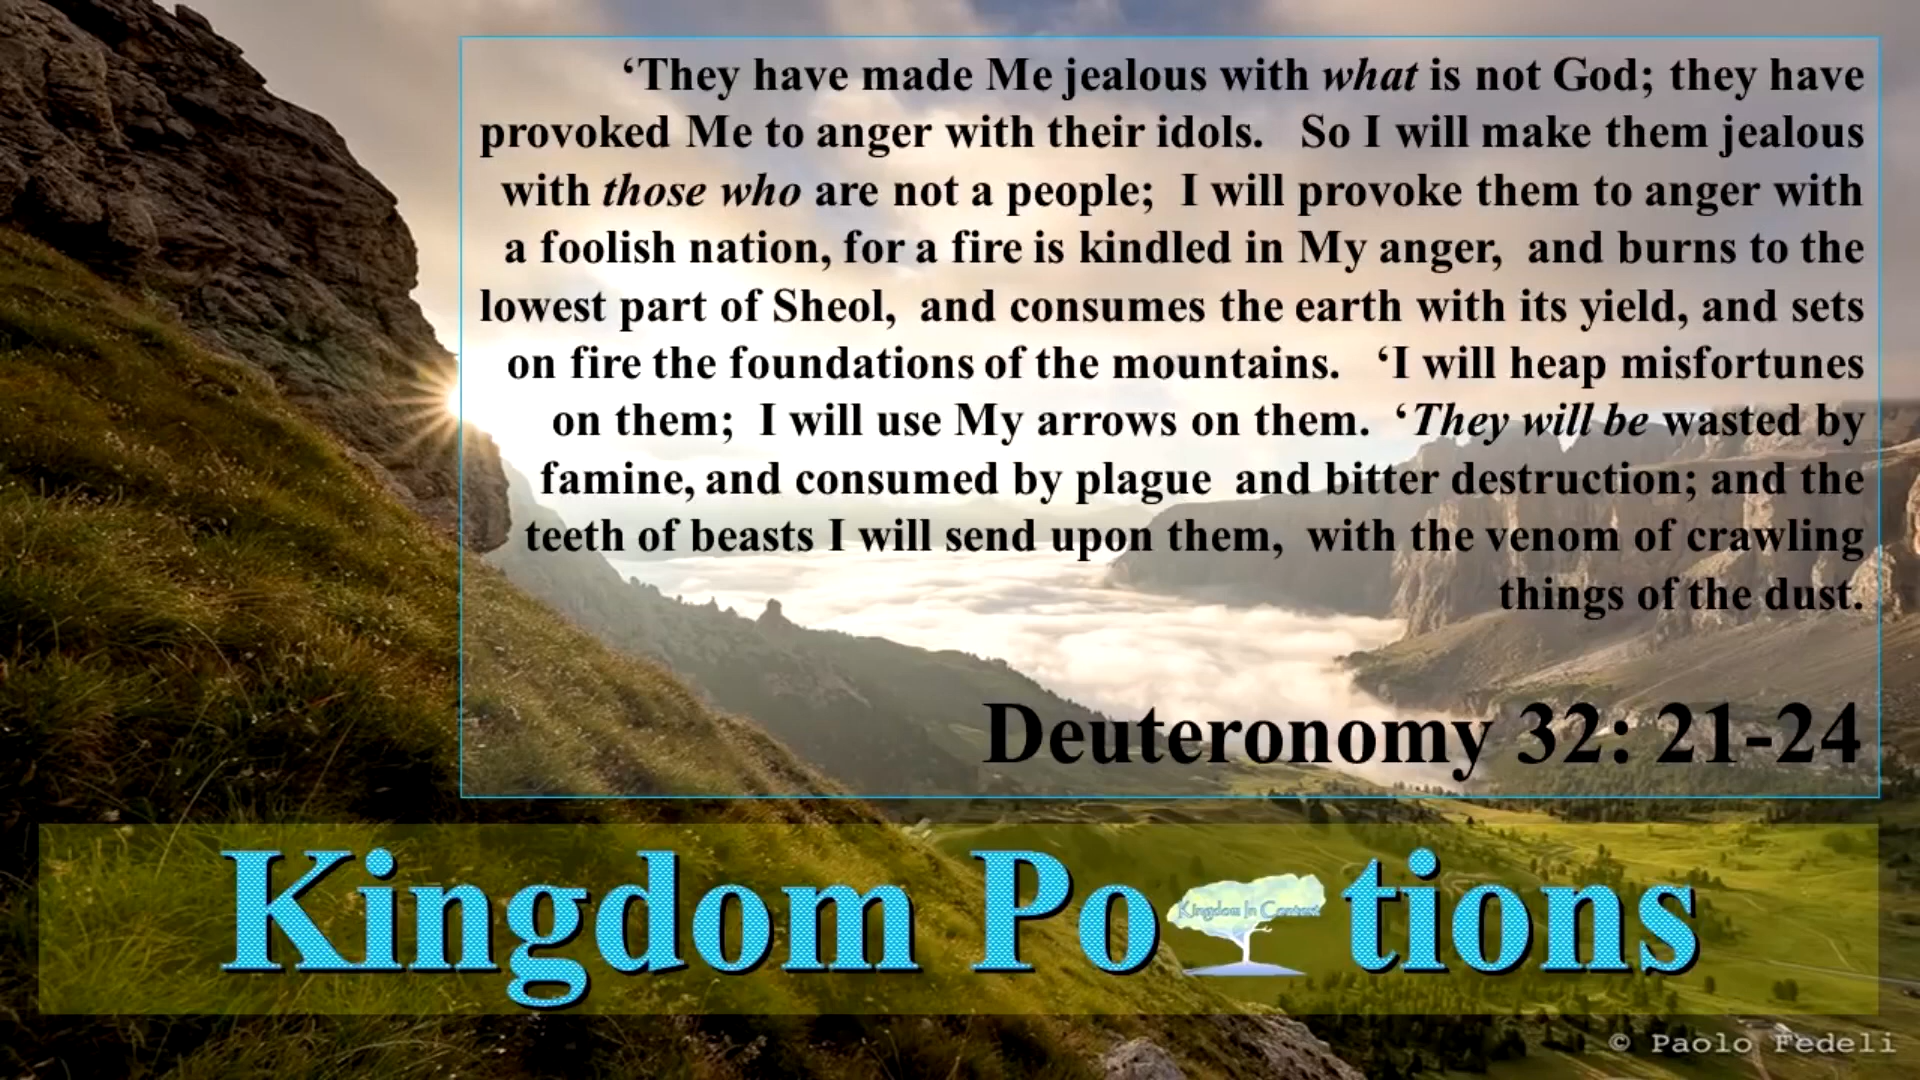 ‘They have made Me jealous with what is not God; they have
provoked Me to anger with their idols. So I will make them jealous
with those who are not a people; I will provoke them to anger with
a foolish nation, for a fire is kindled in My anger, and burns to the
lowest part of Sheol, and consumes the earth with its yield, and sets
on fire the foundations of the mountains. ‘I will heap misfortunes
on them; I will use My arrows on them. ‘They will be wasted by
famine, and consumed by plague and bitter destruction; and the
teeth of beasts I will send upon them, with the venom of crawling
things of the dust.
Deuteronomy 32: 21-24
Kingdom Po tions
Kingdom In Context
© Paolo Fedeli